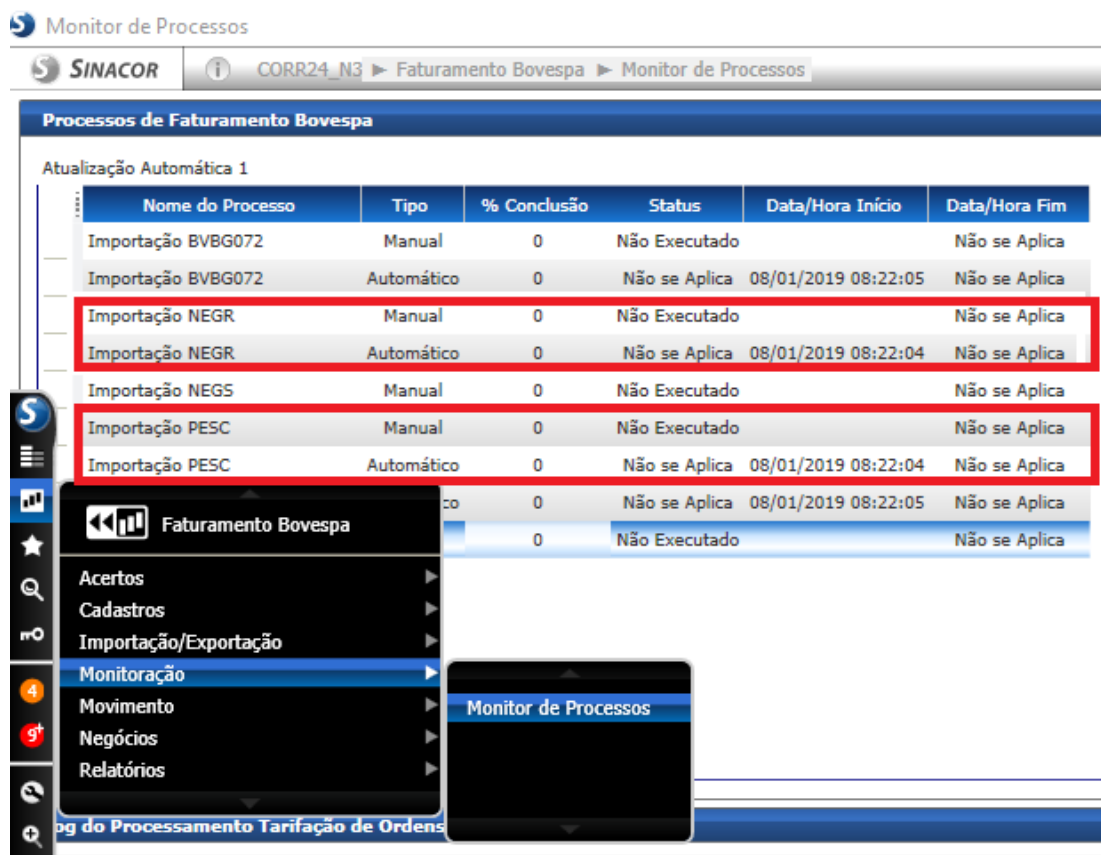 Monitor de Processos
SINACOR CORR24_N3 ► Faturamento Bovespa ► Monitor de Processos
Processos de Faturamento Bovespa
Atualização Automática 1
Nome do Processo Tipo % Conclusão Status Data/Hora Início Data/Hora Fim
Importação BVBG072 Manual 0 Não Executado Não se Aplica
Importação BVBG072 Automático 0 Não se Aplica 08/01/2019 08:22:05 Não se Aplica
Importação NEGR Manual 0 Não Executado Não se Aplica
Importação NEGR Automático 0 Não se Aplica 08/01/2019 08:22:04 Não se Aplica
Importação NEGS Manual 0 Não Executado Não se Aplica
Importação PESC Manual 0 Não Executado Não se Aplica
Importação PESC Automático 0 Não se Aplica 08/01/2019 08:22:04 Não se Aplica
co 0 Não se Aplica 08/01/2019 08:22:05 Não se Aplica
0 Não Executado Não se Aplica
Faturamento Bovespa
Acertos
Cadastros
Importação/Exportação
Monitoração
Movimento
Negócios
Relatórios
Monitor de Processos
4
9+
og do Processamento Tarifação de Ordens